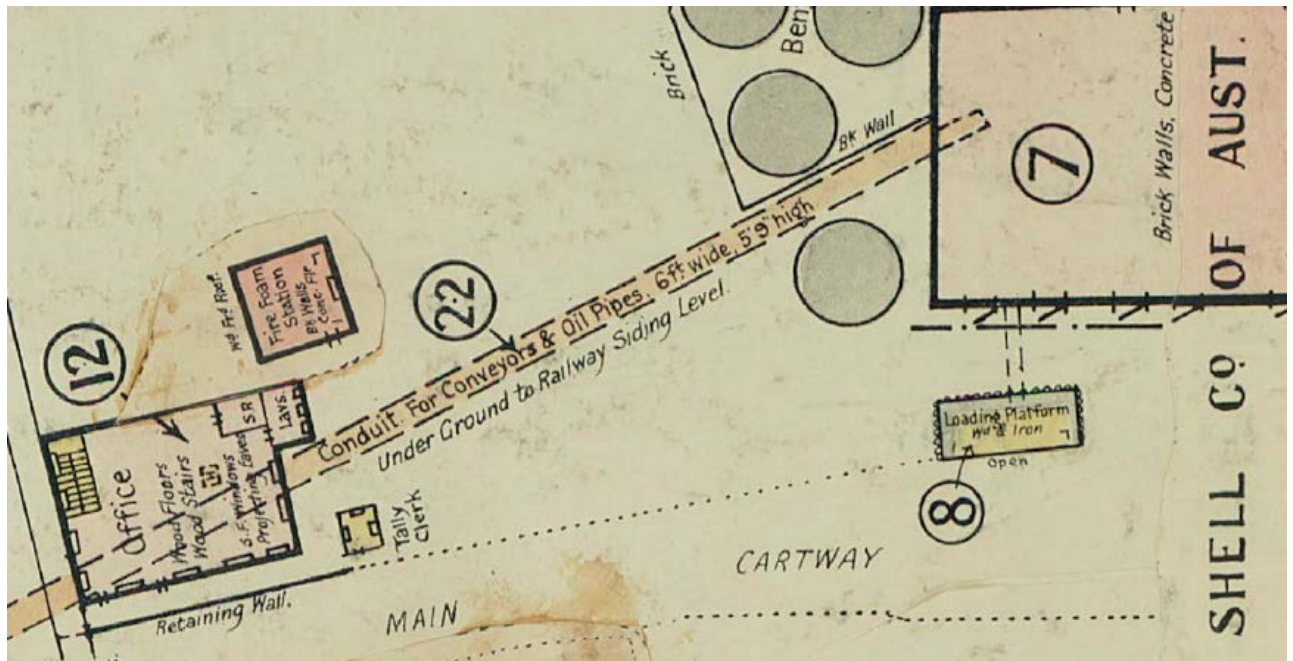 Brick
Ben
BK Wall
7
Brick Walls, Concrete
SHELL CO. OF AUST.
Fire Foam
Station
BK Walls
Conc. Flr
12
22
Conduit For Conveyors & Oil Pipes, 6ft wide, 5'9" high
Under Ground to Railway Siding Level.
S.R
Lavs.
Office
Wood Floors
Wood Stairs
S.F. Windows
Projecting Eaves
Tally
Clerk
Retaining Wall.
MAIN
CARTWAY
Loading Platform
Wd & Iron
Open
8